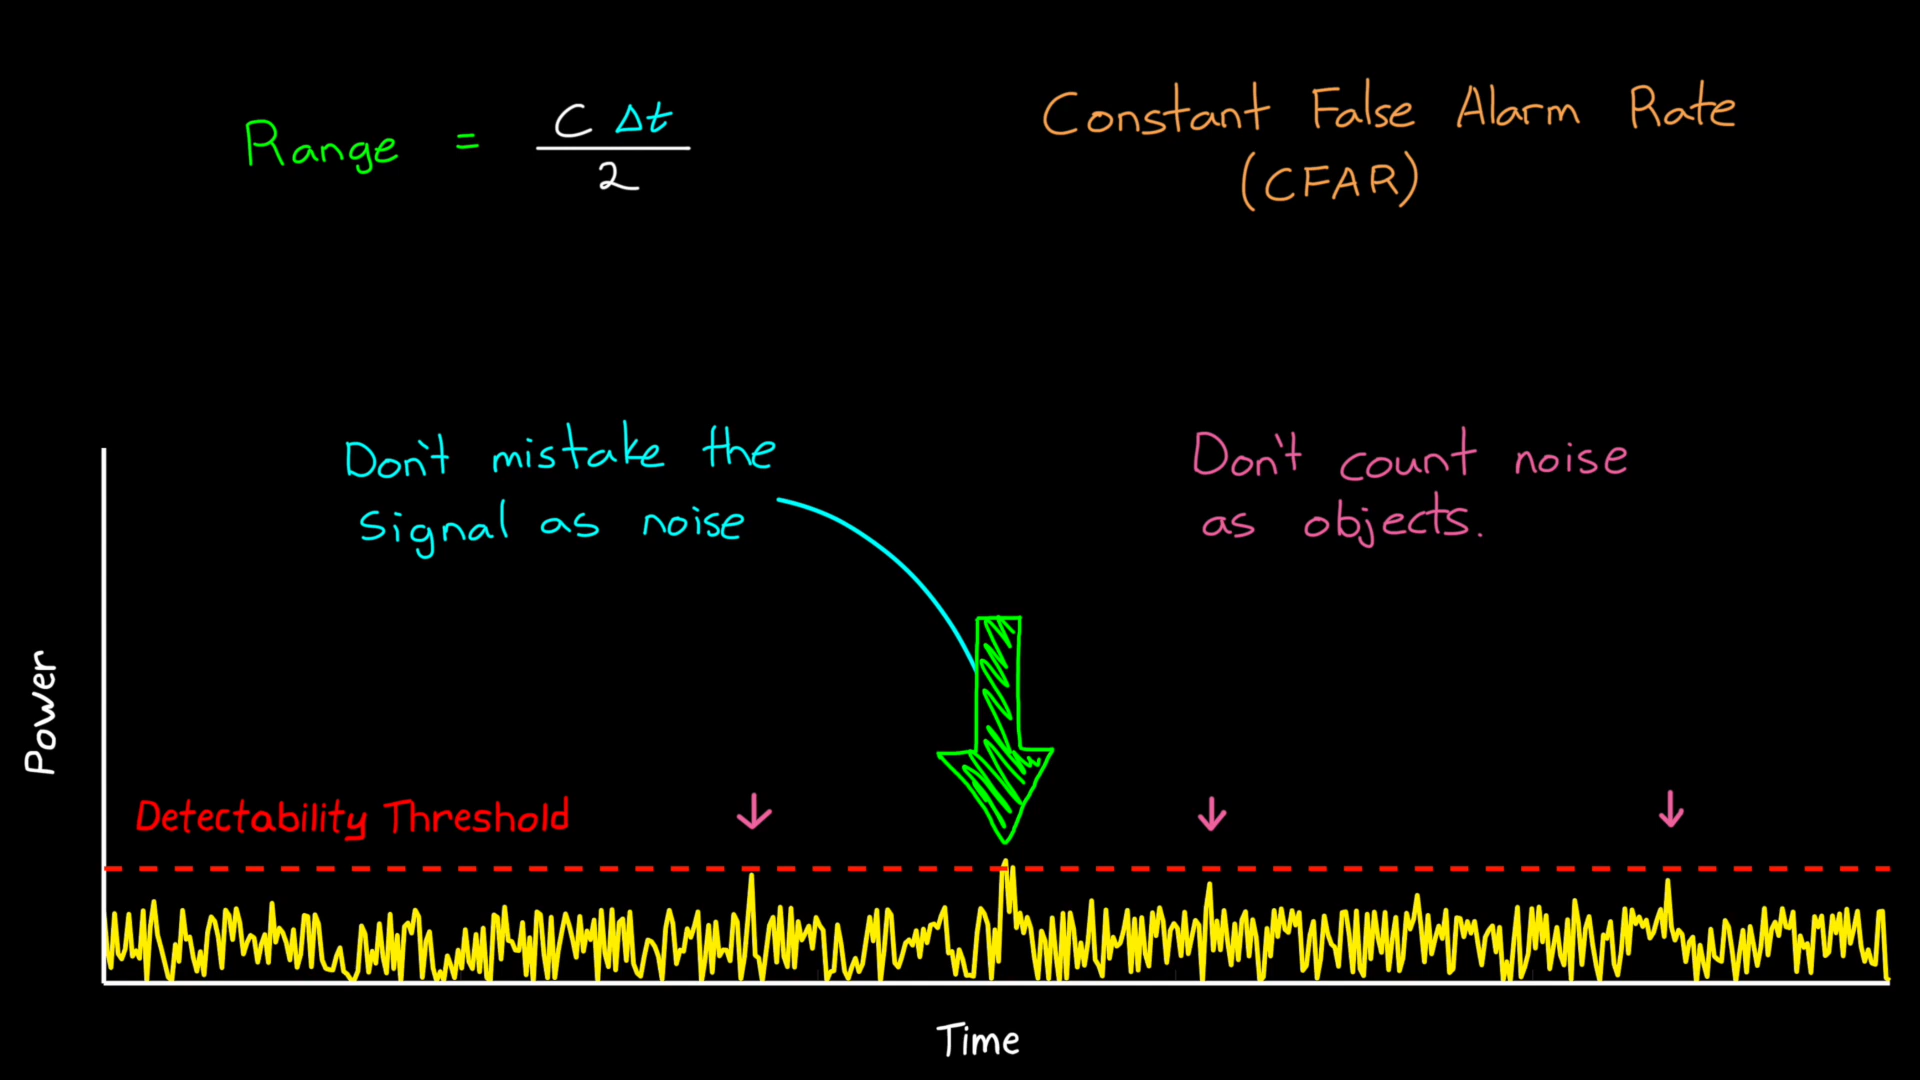 Range = C Δt / 2
Constant False Alarm Rate
(CFAR)
Don't mistake the
signal as noise
Don't count noise
as objects.
Power
Detectability Threshold
Time